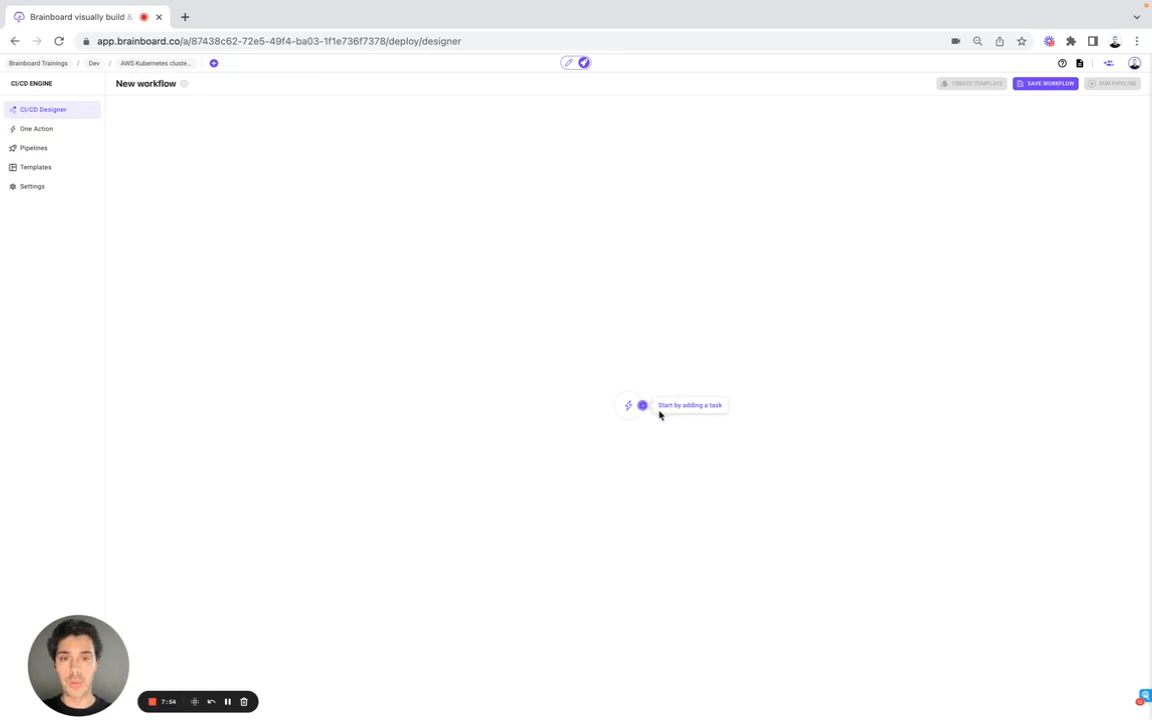 Brainboard visually build &
app.brainboard.co/a/87438c62-72e5-49f4-ba03-1f1e736f7378/deploy/designer
Brainboard Trainings / Dev / AWS Kubernetes cluste...
CI/CD ENGINE
New workflow
CREATE TEMPLATE
SAVE WORKFLOW
RUN PIPELINE
CI/CD Designer
One Action
Pipelines
Templates
Settings
Start by adding a task
7:54